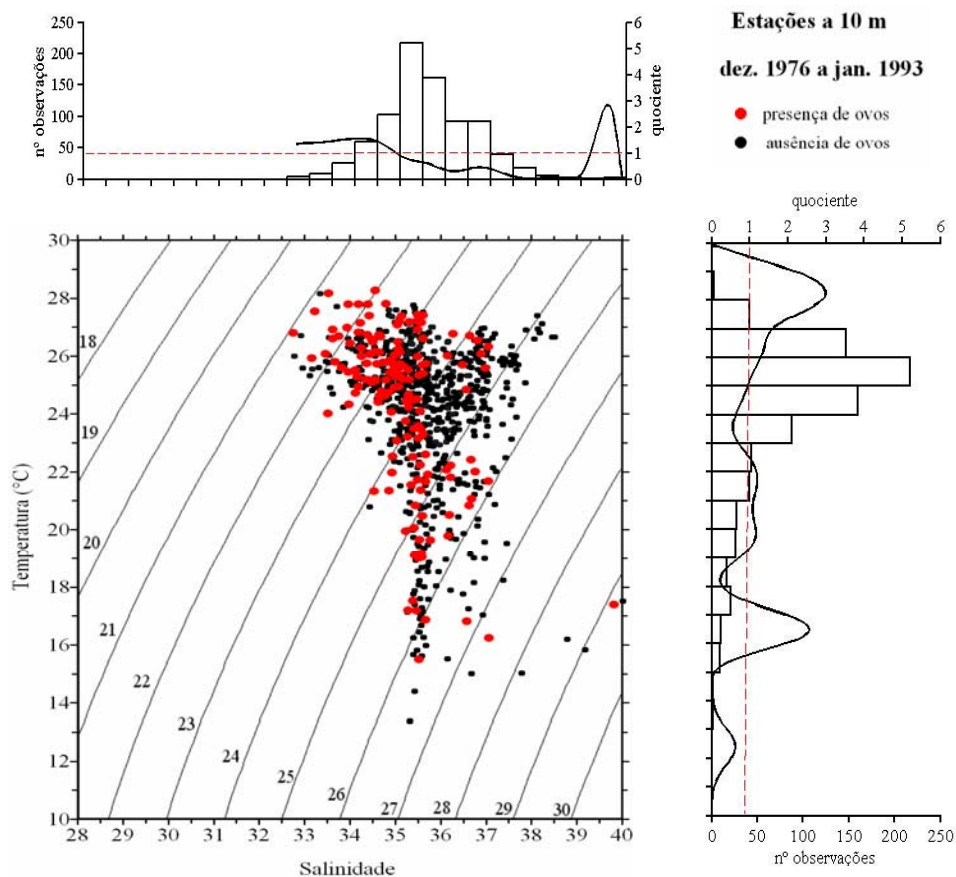 Estações a 10 m
dez. 1976 a jan. 1993
presença de ovos
ausência de ovos
nº observações
250
200
150
100
50
0
6
5
4
3
2
1
0
quociente
quociente
0 1 2 3 4 5 6
0 50 100 150 200 250
nº observações
Temperatura (°C)
30
28
26
24
22
20
18
16
14
12
10
18
19
20
21
22
23
24
25
26
27
28
29
30
28 29 30 31 32 33 34 35 36 37 38 39 40
Salinidade